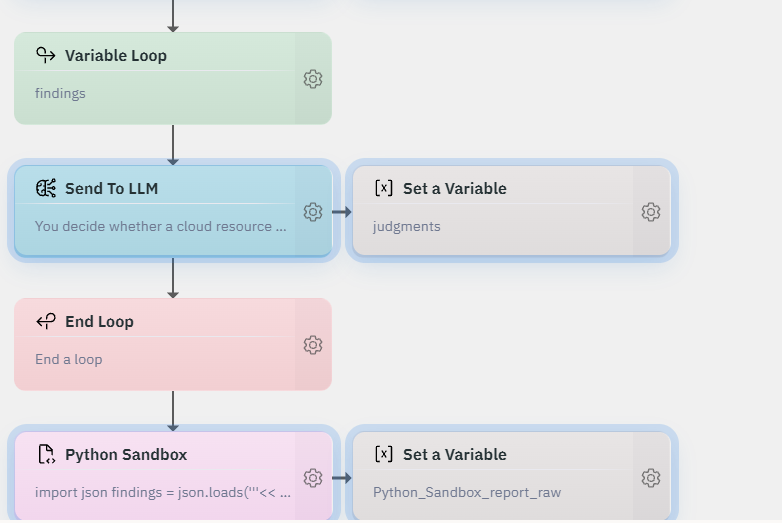 Variable Loop
findings
Send To LLM
You decide whether a cloud resource ...
[x] Set a Variable
judgments
End Loop
End a loop
Python Sandbox
import json findings = json.loads('''<< ...
[x] Set a Variable
Python_Sandbox_report_raw